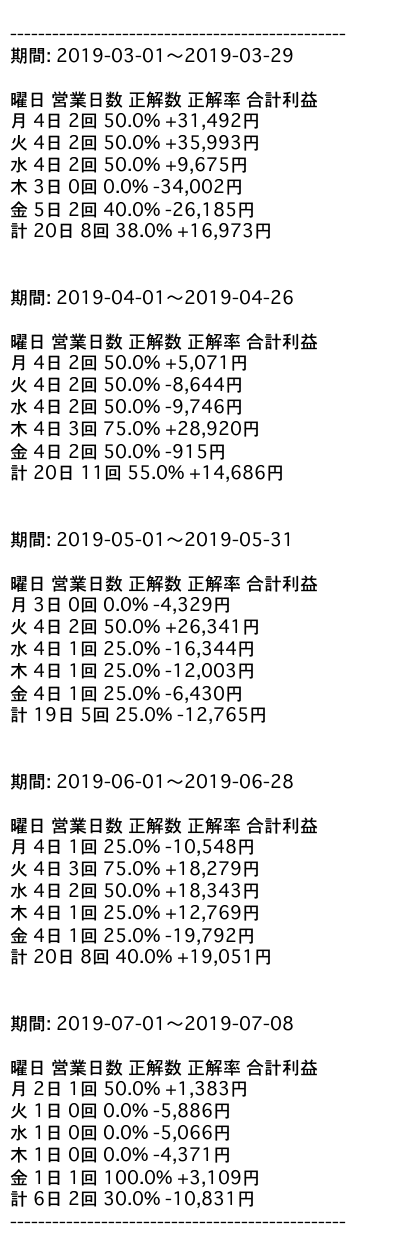 ------------------------------------------------
期間: 2019-03-01〜2019-03-29
曜日 営業日数 正解数 正解率 合計利益
月 4日 2回 50.0% +31,492円
火 4日 2回 50.0% +35,993円
水 4日 2回 50.0% +9,675円
木 3日 0回 0.0% -34,002円
金 5日 2回 40.0% -26,185円
計 20日 8回 38.0% +16,973円
期間: 2019-04-01〜2019-04-26
曜日 営業日数 正解数 正解率 合計利益
月 4日 2回 50.0% +5,071円
火 4日 2回 50.0% -8,644円
水 4日 2回 50.0% -9,746円
木 4日 3回 75.0% +28,920円
金 4日 2回 50.0% -915円
計 20日 11回 55.0% +14,686円
期間: 2019-05-01〜2019-05-31
曜日 営業日数 正解数 正解率 合計利益
月 3日 0回 0.0% -4,329円
火 4日 2回 50.0% +26,341円
水 4日 1回 25.0% -16,344円
木 4日 1回 25.0% -12,003円
金 4日 1回 25.0% -6,430円
計 19日 5回 25.0% -12,765円
期間: 2019-06-01〜2019-06-28
曜日 営業日数 正解数 正解率 合計利益
月 4日 1回 25.0% -10,548円
火 4日 3回 75.0% +18,279円
水 4日 2回 50.0% +18,343円
木 4日 1回 25.0% +12,769円
金 4日 1回 25.0% -19,792円
計 20日 8回 40.0% +19,051円
期間: 2019-07-01〜2019-07-08
曜日 営業日数 正解数 正解率 合計利益
月 2日 1回 50.0% +1,383円
火 1日 0回 0.0% -5,886円
水 1日 0回 0.0% -5,066円
木 1日 0回 0.0% -4,371円
金 1日 1回 100.0% +3,109円
計 6日 2回 30.0% -10,831円
------------------------------------------------